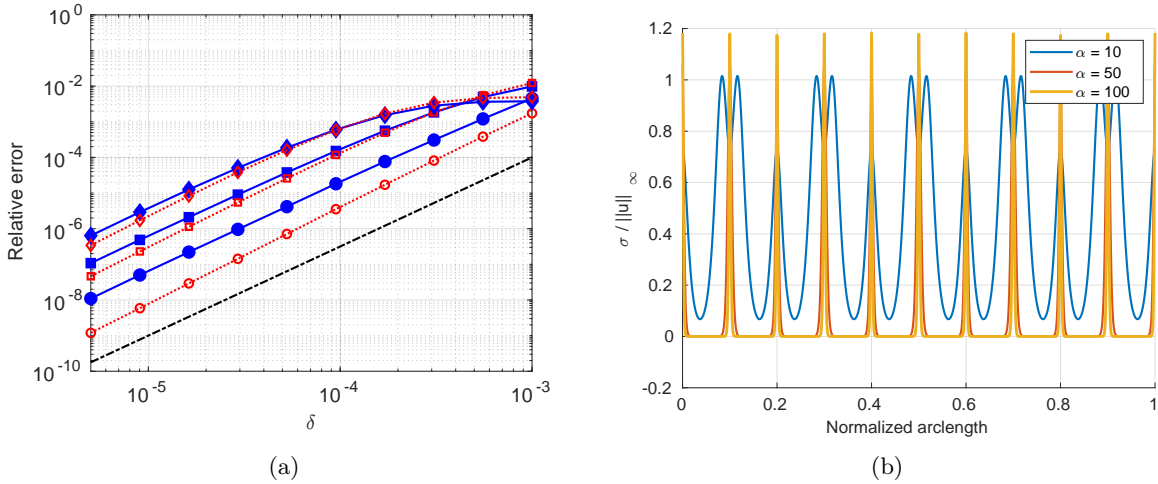 10^0
10^-2
10^-4
10^-6
10^-8
10^-10
Relative error
10^-5
10^-4
10^-3
δ
(a)
1.2
1
0.8
0.6
0.4
0.2
0
-0.2
σ / ||u||_∞
α = 10
α = 50
α = 100
0
0.2
0.4
0.6
0.8
1
Normalized arclength
(b)